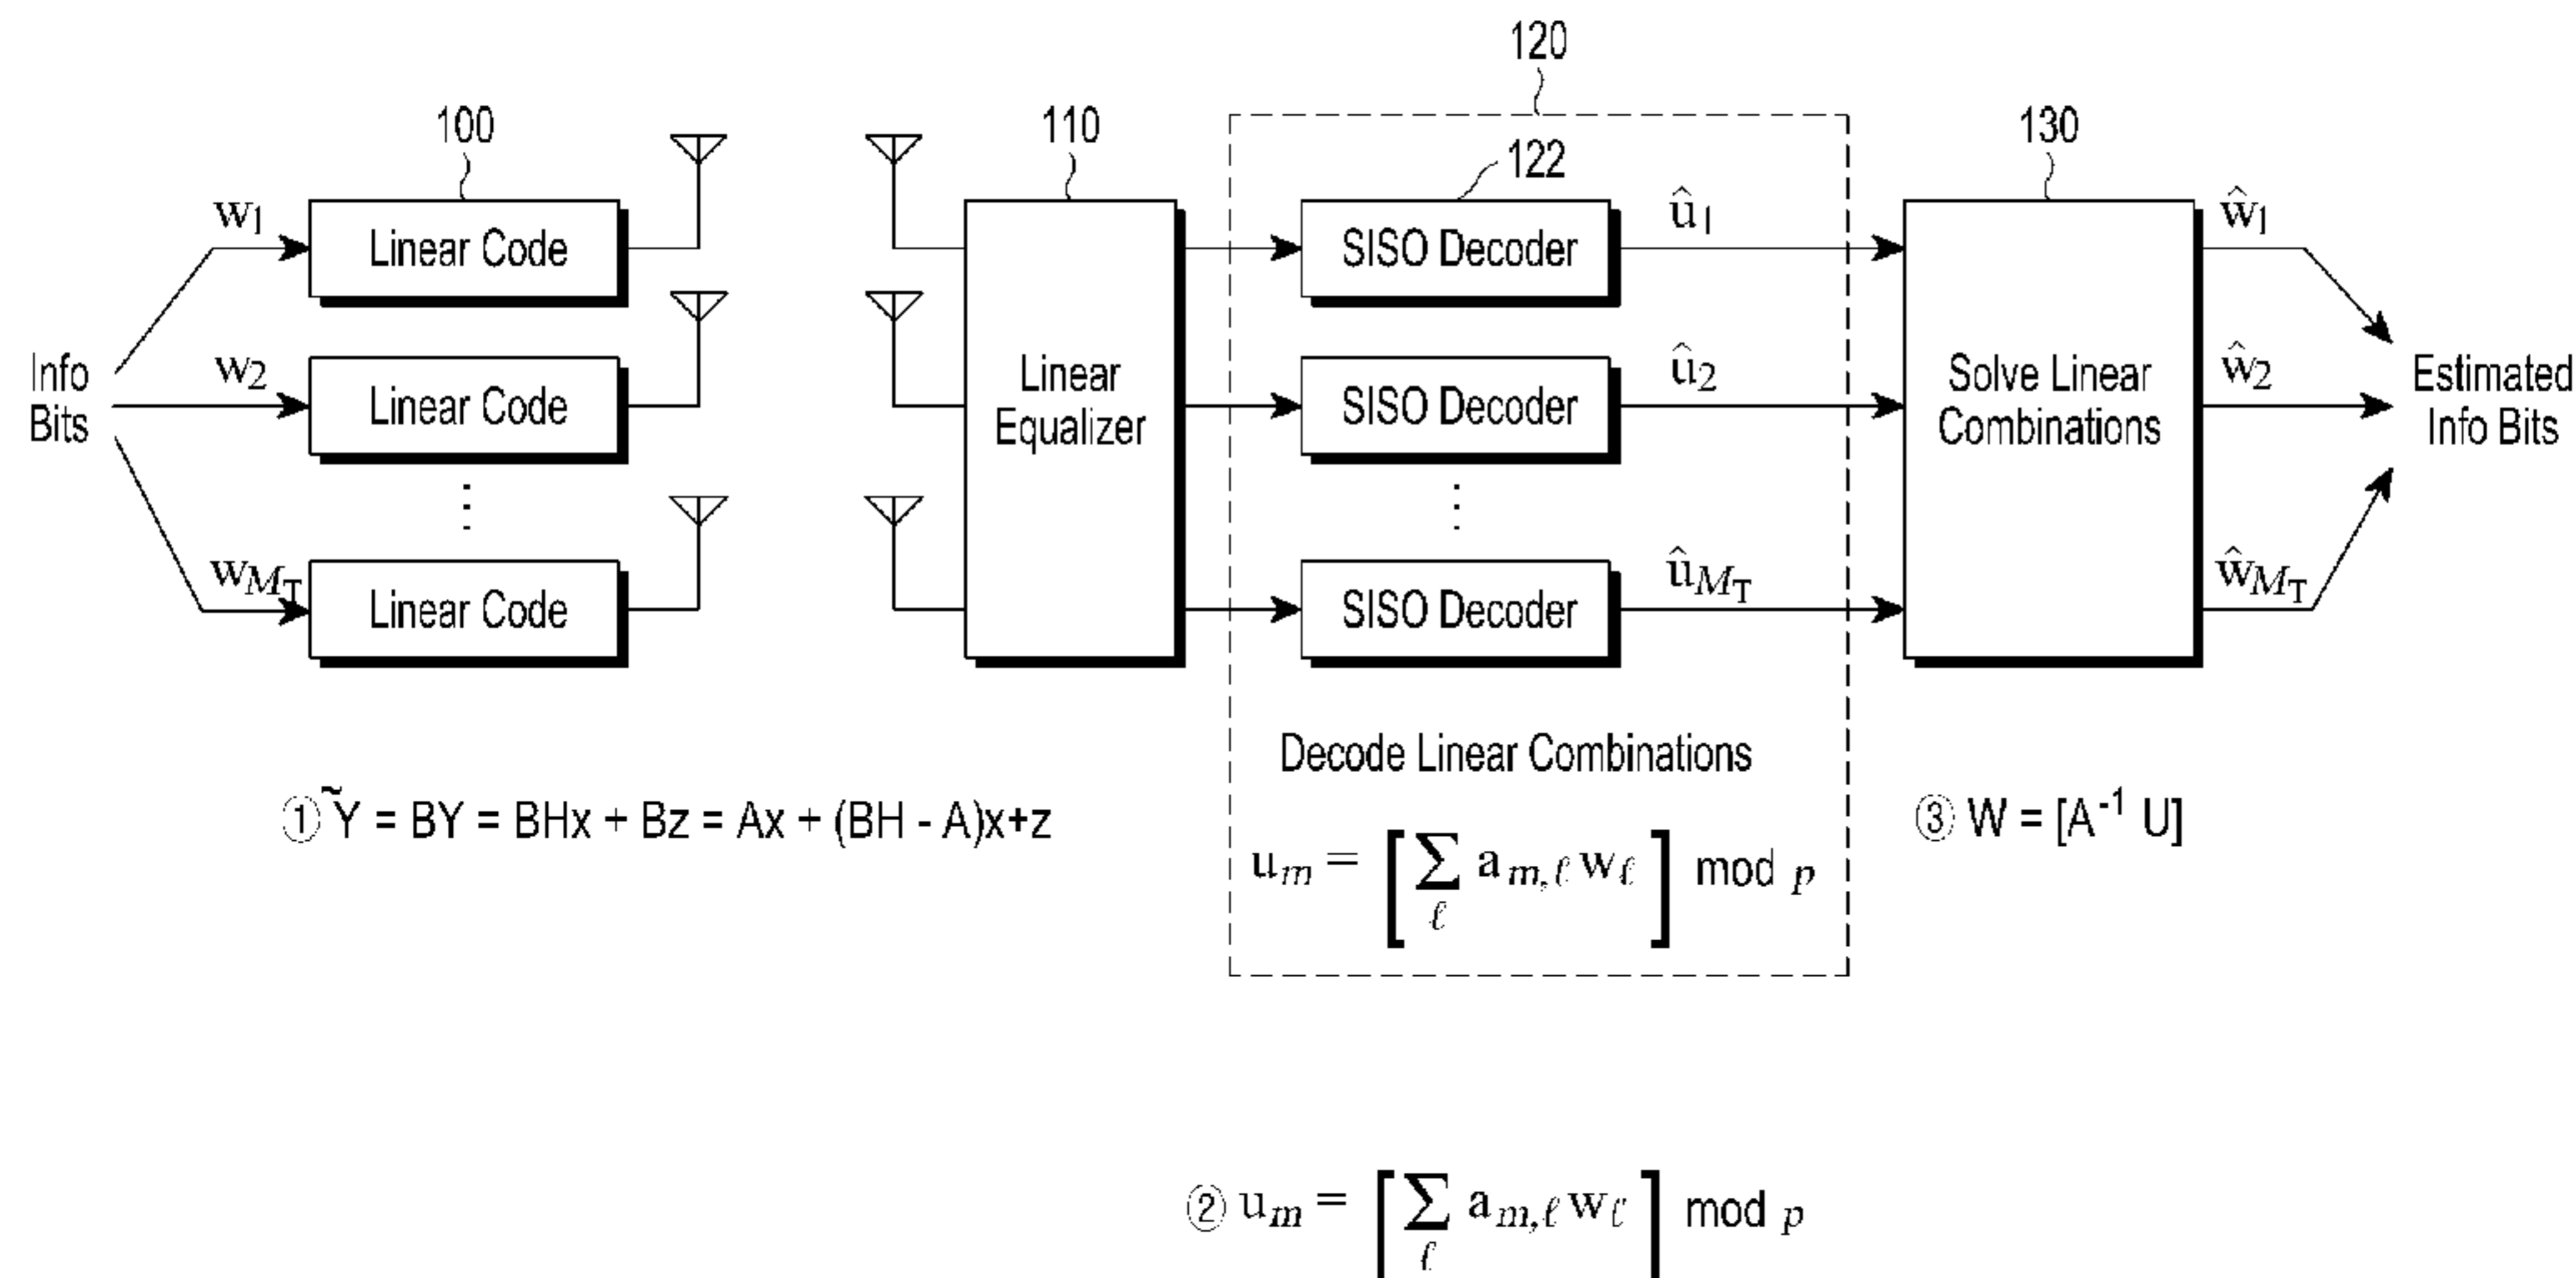 120
100
110
122
130
w1
Linear Code
SISO Decoder
û1
ŵ1
Info
Bits
w2
Linear Code
Linear
Equalizer
SISO Decoder
û2
Solve Linear
Combinations
ŵ2
Estimated
Info Bits
⋮
⋮
wMT
Linear Code
SISO Decoder
ûMT
ŵMT
Decode Linear Combinations
① Ỹ = BY = BHx + Bz = Ax + (BH - A)x+z
um = [ ∑ℓ am,ℓ wℓ ] mod p
③ W = [A⁻¹ U]
② um = [ ∑ℓ am,ℓ wℓ ] mod p